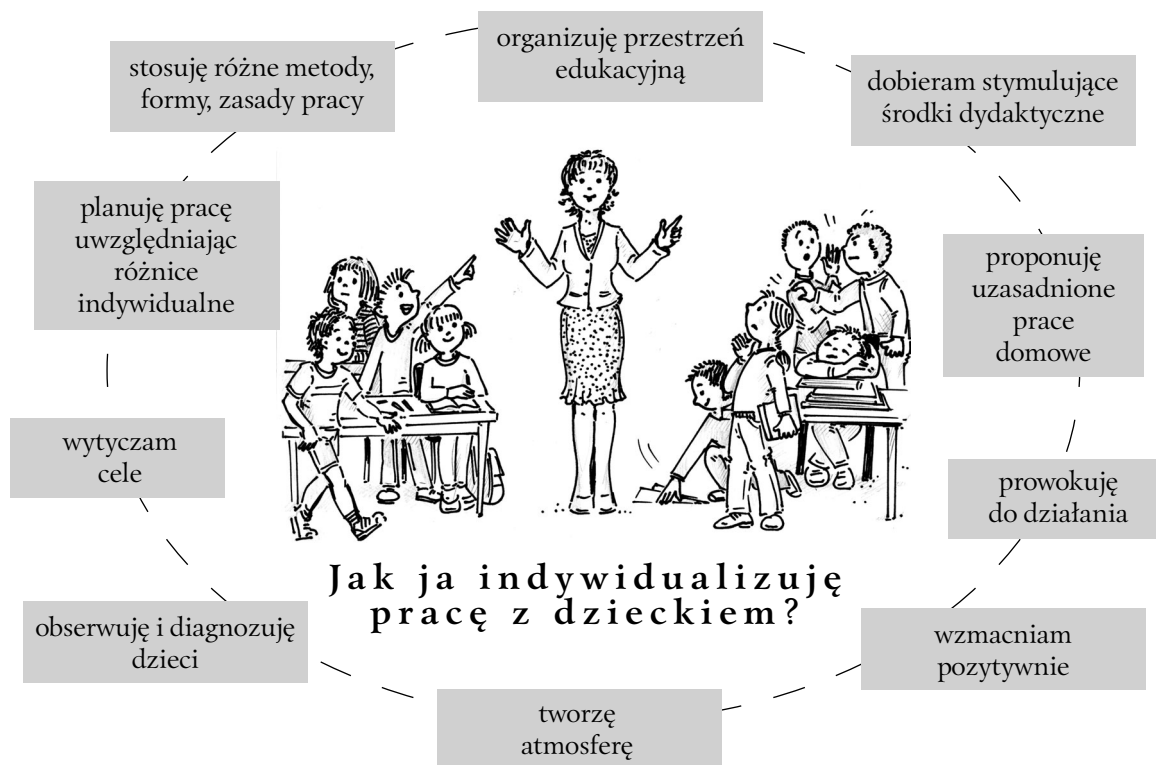 organizuję przestrzeń
edukacyjną
stosuję różne metody,
formy, zasady pracy
dobieram stymulujące
środki dydaktyczne
planuję pracę
uwzględniając
różnice
indywidualne
proponuję
uzasadnione
prace
domowe
wytyczam
cele
prowokuję
do działania
Jak ja indywidualizuję
pracę z dzieckiem?
obserwuję i diagnozuję
dzieci
wzmacniam
pozytywnie
tworzę
atmosferę